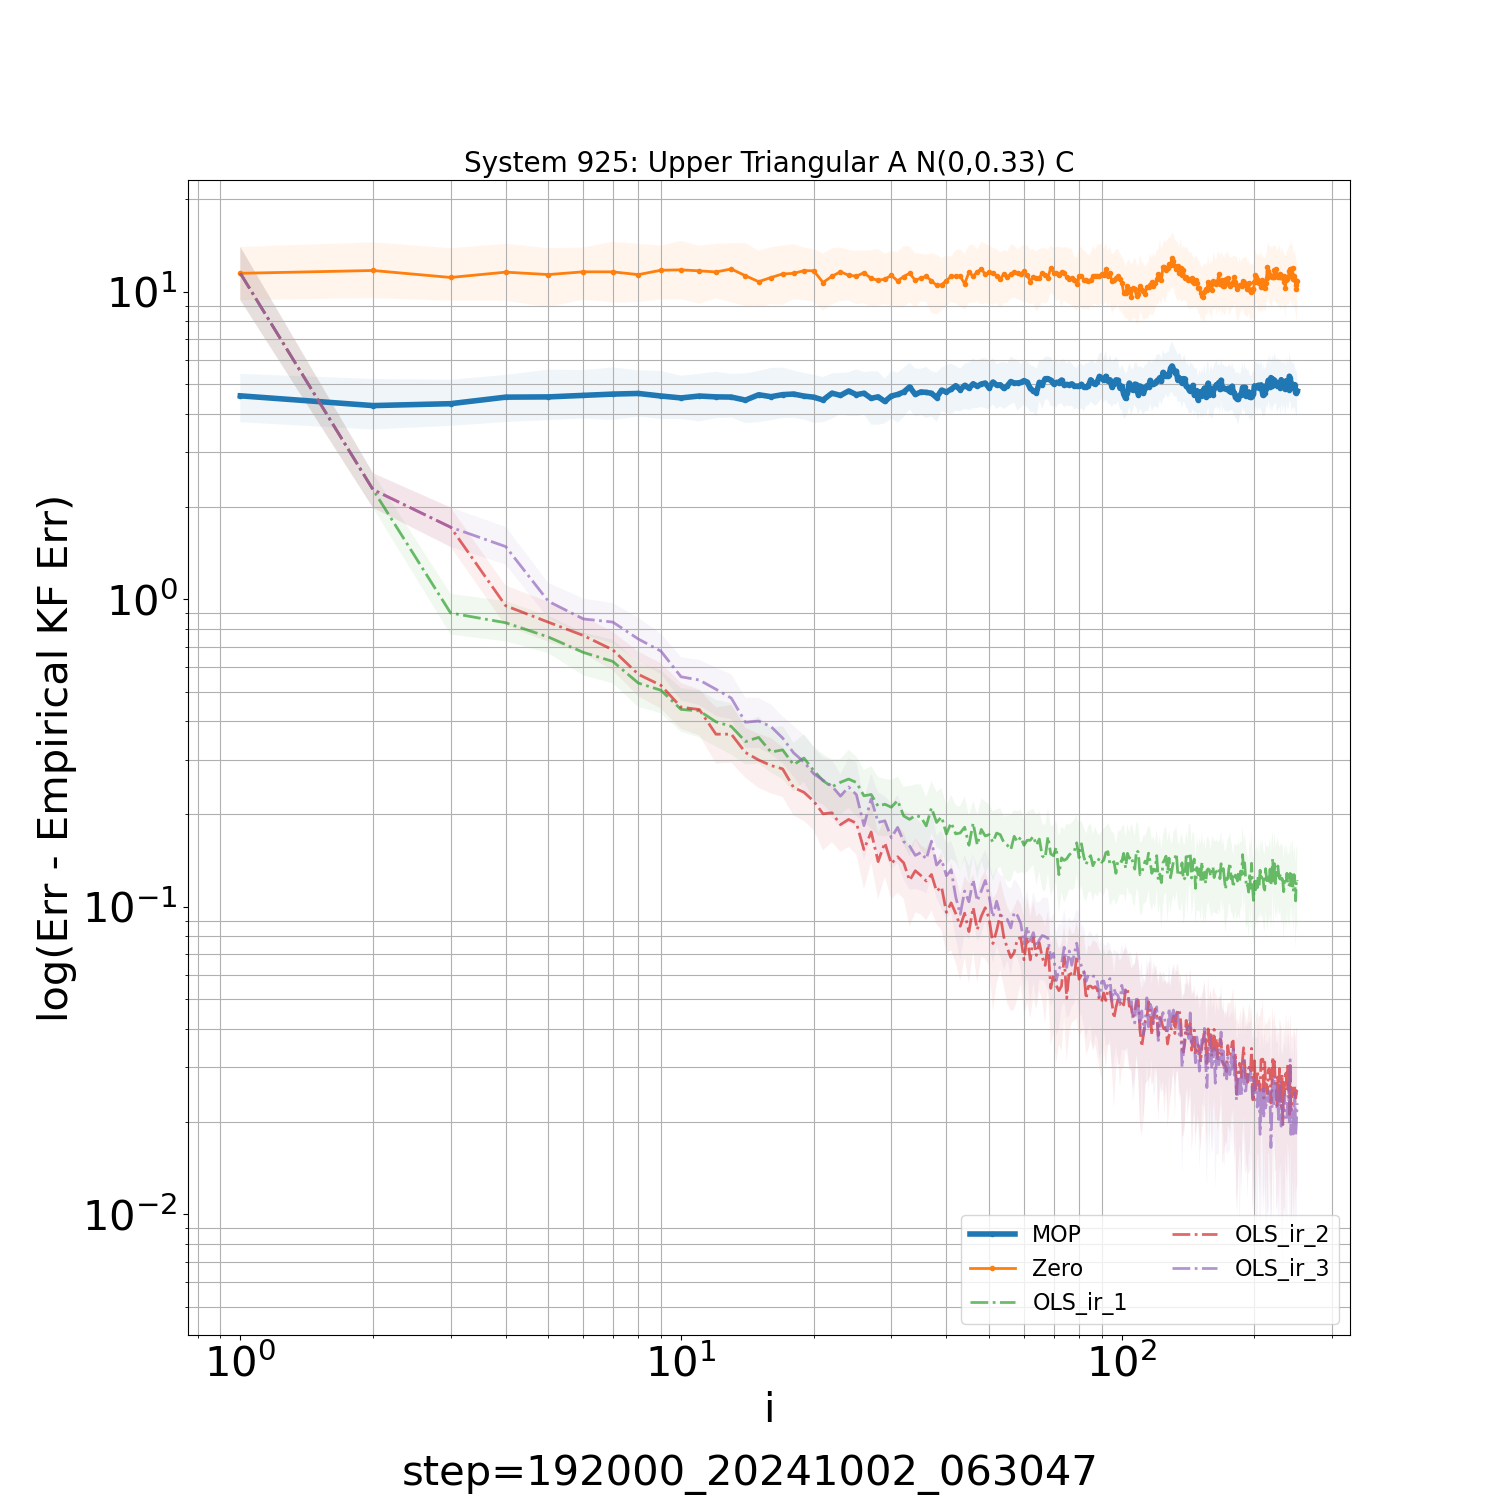 System 925: Upper Triangular A N(0,0.33) C
log(Err - Empirical KF Err)
10¹
10⁰
10⁻¹
10⁻²
10⁰ 10¹ 10²
i
MOP
Zero
OLS_ir_1
OLS_ir_2
OLS_ir_3
step=192000_20241002_063047